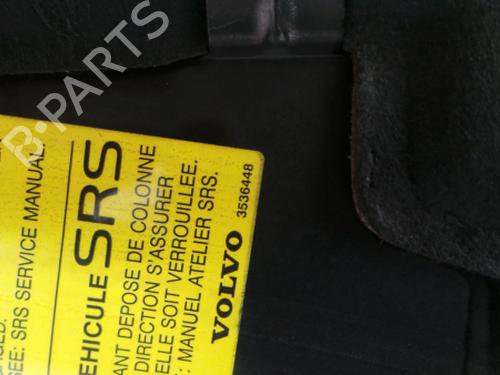 B-PARTS
SEE: SRS SERVICE MANUAL.
VEHICULE SRS
DEPOSE DE COLONNE
DIRECTION S'ASSURER
ELLE SOIT VERROUILLEE.
: MANUEL ATELIER SRS.
VOLVO
3536448